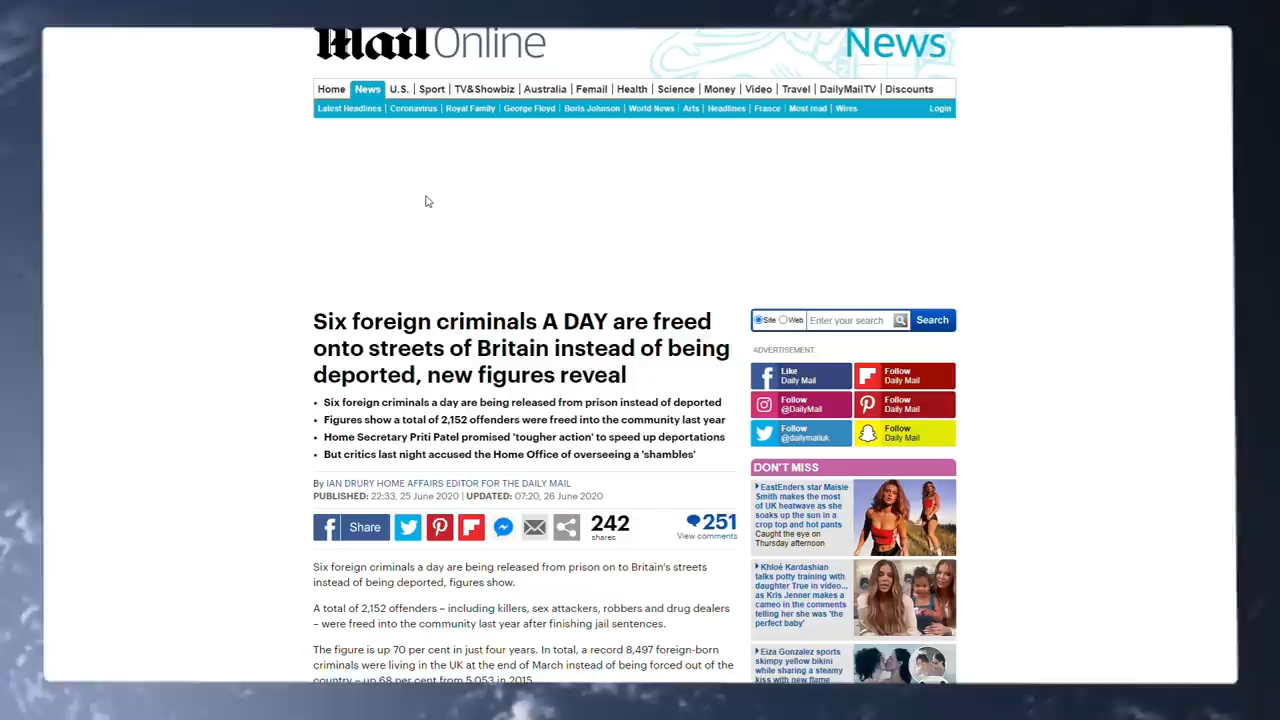 Mail Online
News
Home News U.S. Sport TV&Showbiz Australia Femail Health Science Money Video Travel DailyMailTV Discounts
Latest Headlines Coronavirus Royal Family George Floyd Boris Johnson World News Arts Headlines France Most read Wires Login
Six foreign criminals A DAY are freed
onto streets of Britain instead of being
deported, new figures reveal
• Six foreign criminals a day are being released from prison instead of deported
• Figures show a total of 2,152 offenders were freed into the community last year
• Home Secretary Priti Patel promised 'tougher action' to speed up deportations
• But critics last night accused the Home Office of overseeing a 'shambles'
By IAN DRURY HOME AFFAIRS EDITOR FOR THE DAILY MAIL
PUBLISHED: 22:33, 25 June 2020 | UPDATED: 07:20, 26 June 2020
Share
242
shares
251
View comments
Six foreign criminals a day are being released from prison on to Britain's streets
instead of being deported, figures show.
A total of 2,152 offenders – including killers, sex attackers, robbers and drug dealers
– were freed into the community last year after finishing jail sentences.
The figure is up 70 per cent in just four years. In total, a record 8,497 foreign-born
criminals were living in the UK at the end of March instead of being forced out of the
country – up 68 per cent from 5,053 in 2015.
Site Web Enter your search Search
ADVERTISEMENT
Like
Daily Mail
Follow
Daily Mail
Follow
@DailyMail
Follow
Daily Mail
Follow
@dailymailuk
Follow
Daily Mail
DON'T MISS
EastEnders star Maisie
Smith makes the most
of UK heatwave as she
soaks up the sun in a
crop top and hot pants
Caught the eye on
Thursday afternoon
Khloé Kardashian
talks potty training with
daughter True in video...
as Kris Jenner makes a
cameo in the comments
telling her she was 'the
perfect baby'
Eiza Gonzalez sports
skimpy yellow bikini
while sharing a steamy
kiss with new flame